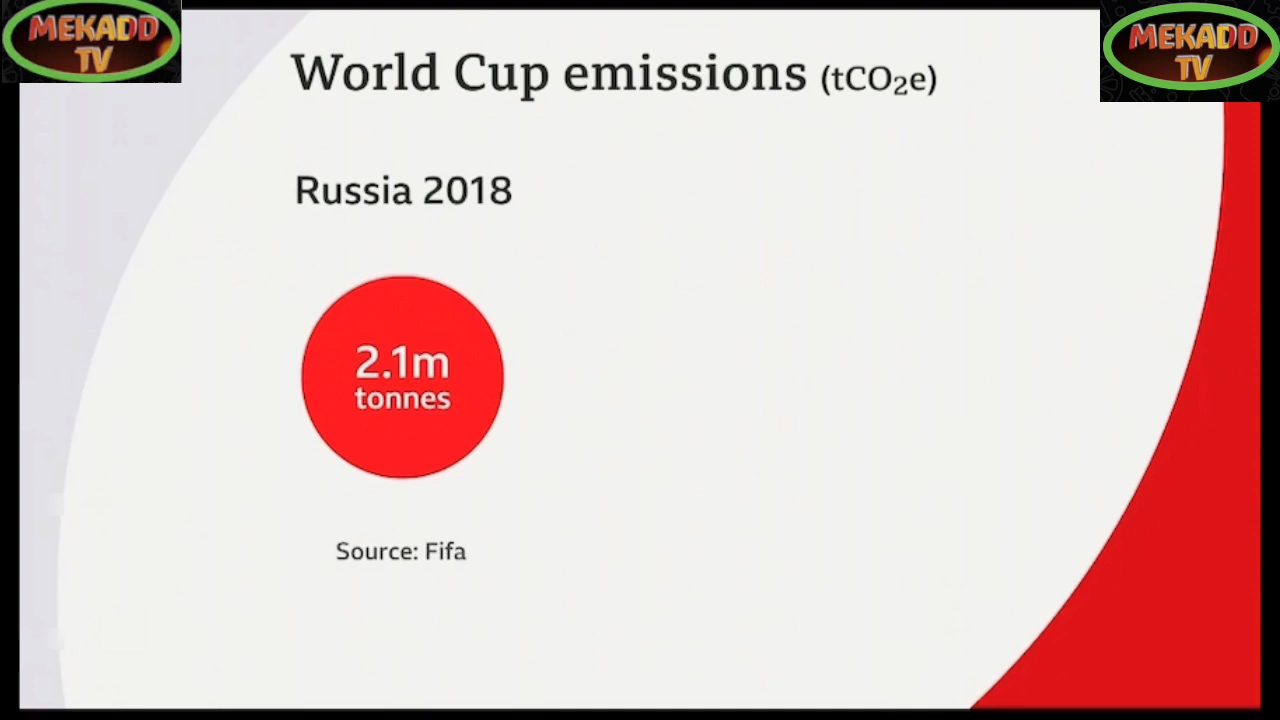 MEKADD
TV
MEKADD
TV
World Cup emissions (tCO₂e)
Russia 2018
2.1m
tonnes
Source: Fifa